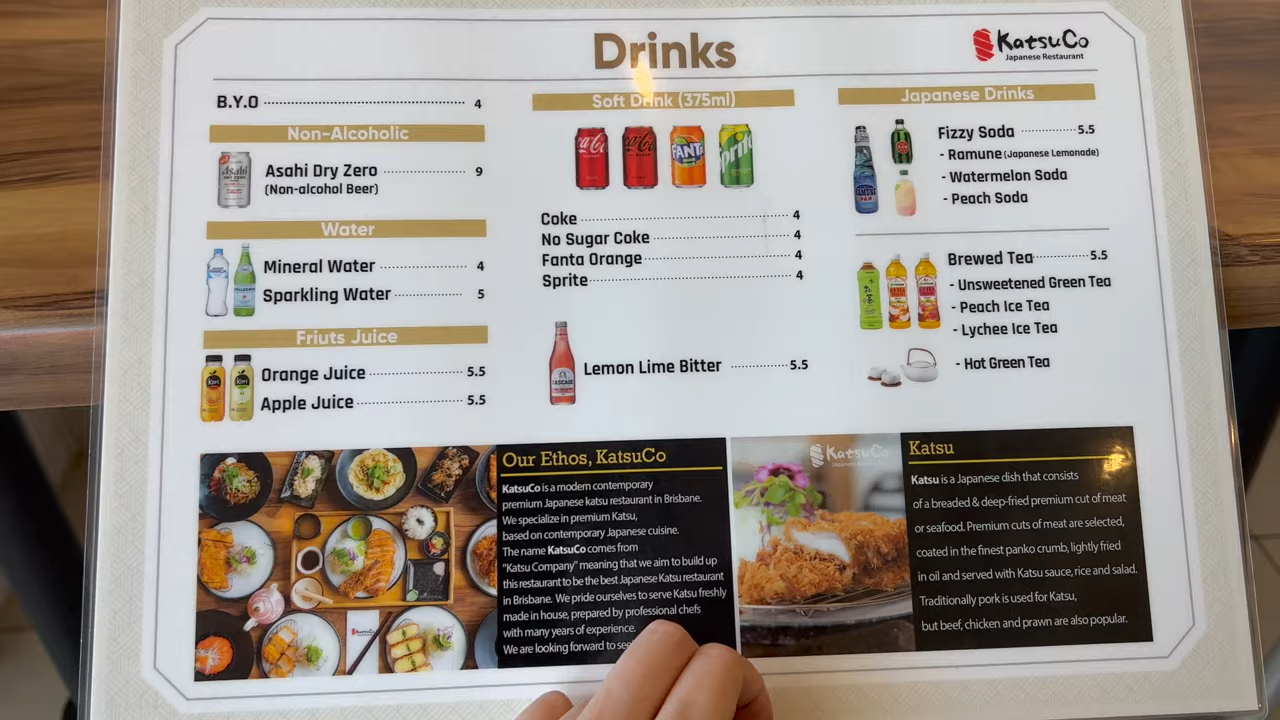 Drinks
KatsuCo
Japanese Restaurant
B.Y.O 4
Non-Alcoholic
Asahi Dry Zero 9
(Non-alcohol Beer)
Water
Mineral Water 4
Sparkling Water 5
Friuts Juice
Orange Juice 5.5
Apple Juice 5.5
Soft Drink (375ml)
Coke 4
No Sugar Coke 4
Fanta Orange 4
Sprite 4
Lemon Lime Bitter 5.5
Japanese Drinks
Fizzy Soda 5.5
- Ramune (Japanese Lemonade)
- Watermelon Soda
- Peach Soda
Brewed Tea 5.5
- Unsweetened Green Tea
- Peach Ice Tea
- Lychee Ice Tea
- Hot Green Tea
Asahi
FANTA
Sprite
CASCADE
Our Ethos, KatsuCo
KatsuCo is a modern contemporary
premium Japanese katsu restaurant in Brisbane.
We specialize in premium Katsu,
based on contemporary Japanese cuisine.
The name KatsuCo comes from
"Katsu Company" meaning that we aim to build up
this restaurant to be the best Japanese Katsu restaurant
in Brisbane. We pride ourselves to serve Katsu freshly
made in house, prepared by professional chefs
with many years of experience.
We are looking forward to
KatsuCo
Japanese Restaurant
Katsu
Katsu is a Japanese dish that consists
of a breaded & deep-fried premium cut of meat
or seafood. Premium cuts of meat are selected,
coated in the finest panko crumb, lightly fried
in oil and served with Katsu sauce, rice and salad.
Traditionally pork is used for Katsu,
but beef, chicken and prawn are also popular.